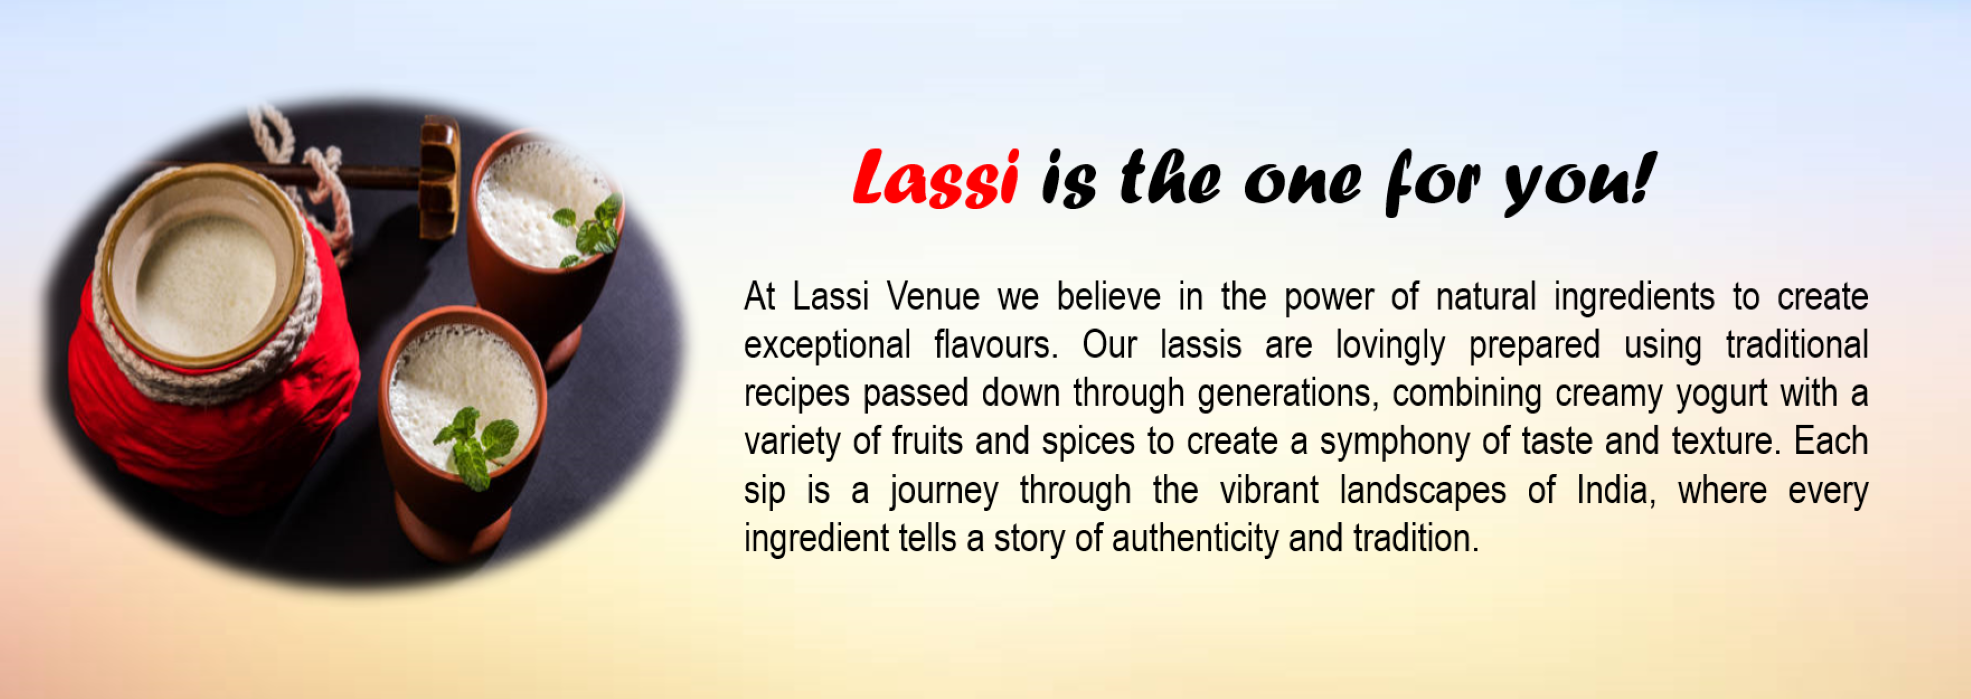 Lassi is the one for you!
At Lassi Venue we believe in the power of natural ingredients to create
exceptional flavours. Our lassis are lovingly prepared using traditional
recipes passed down through generations, combining creamy yogurt with a
variety of fruits and spices to create a symphony of taste and texture. Each
sip is a journey through the vibrant landscapes of India, where every
ingredient tells a story of authenticity and tradition.